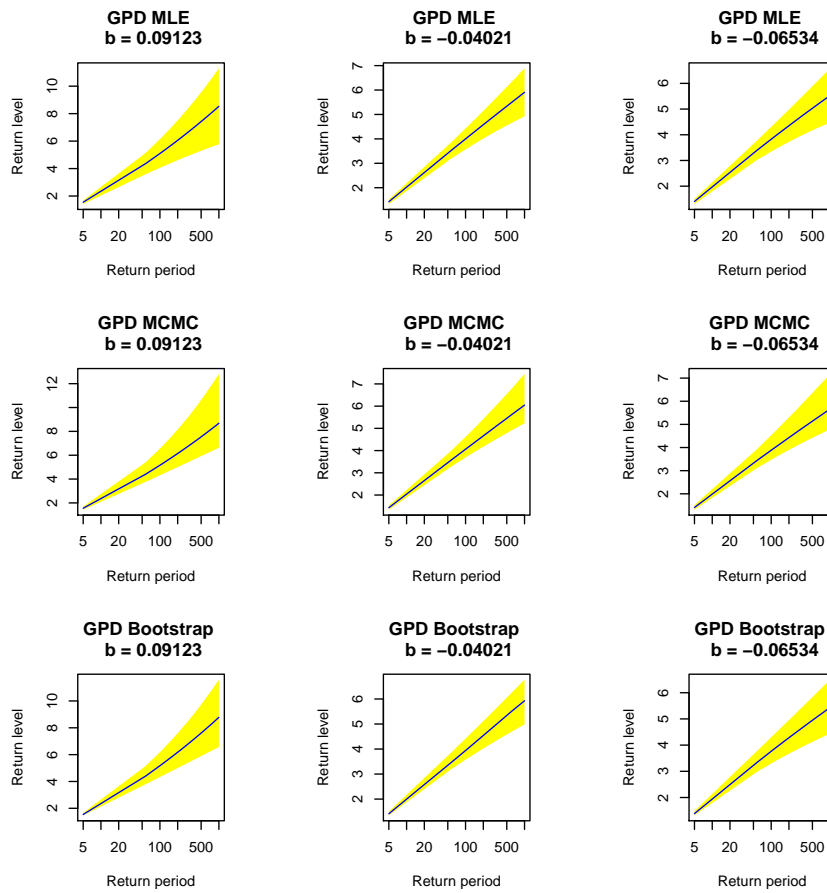 GPD MLE
b = 0.09123
Return level
2 4 6 8 10
5 20 100 500
Return period
GPD MLE
b = −0.04021
Return level
2 3 4 5 6 7
5 20 100 500
Return period
GPD MLE
b = −0.06534
Return level
2 3 4 5 6
5 20 100 500
Return period
GPD MCMC
b = 0.09123
Return level
2 4 6 8 12
5 20 100 500
Return period
GPD MCMC
b = −0.04021
Return level
2 3 4 5 6 7
5 20 100 500
Return period
GPD MCMC
b = −0.06534
Return level
2 3 4 5 6 7
5 20 100 500
Return period
GPD Bootstrap
b = 0.09123
Return level
2 4 6 8 10
5 20 100 500
Return period
GPD Bootstrap
b = −0.04021
Return level
2 3 4 5 6
5 20 100 500
Return period
GPD Bootstrap
b = −0.06534
Return level
2 3 4 5 6
5 20 100 500
Return period